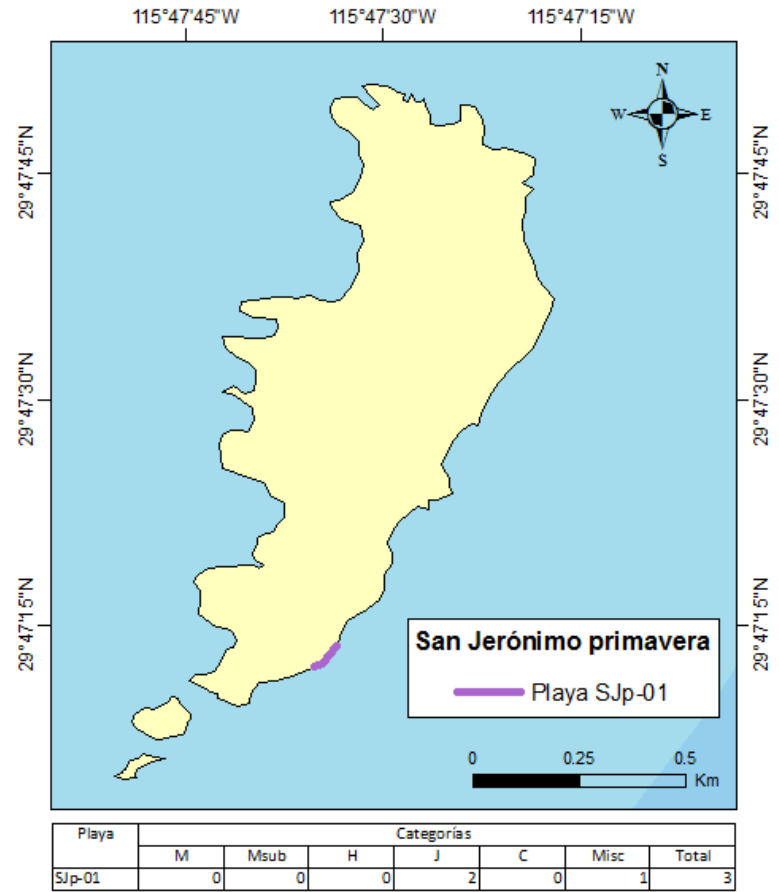 115°47'45"W 115°47'30"W 115°47'15"W
N
W E
S
29°47'45"N 29°47'45"N
29°47'30"N 29°47'30"N
29°47'15"N 29°47'15"N
San Jerónimo primavera
Playa SJp-01
0 0.25 0.5
Km
Playa Categorías
M Msub H J C Misc Total
SJp-01 0 0 0 2 0 1 3